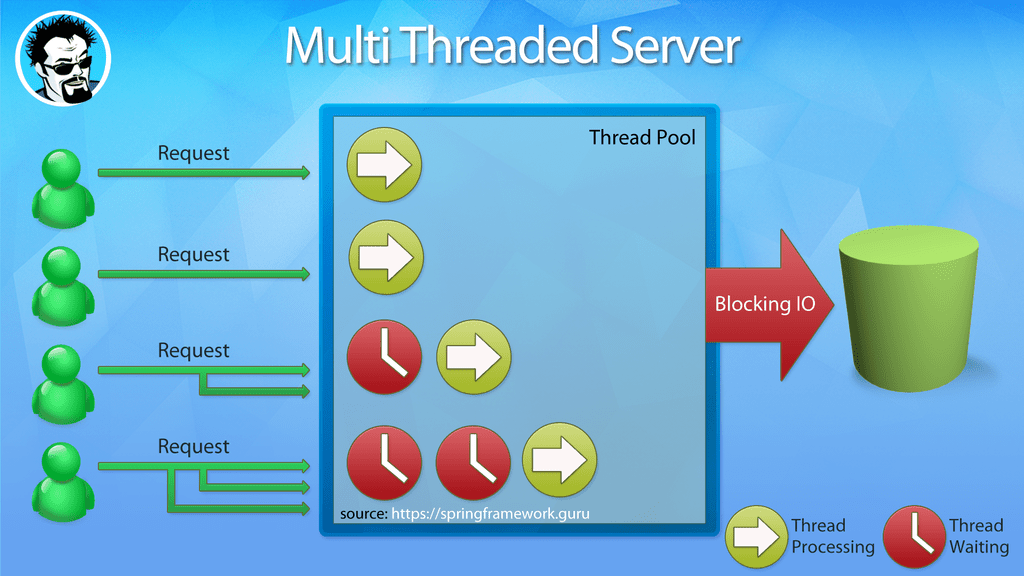 Multi Threaded Server
Thread Pool
Request
Request
Request
Request
Blocking IO
source: https://springframework.guru
Thread
Processing
Thread
Waiting